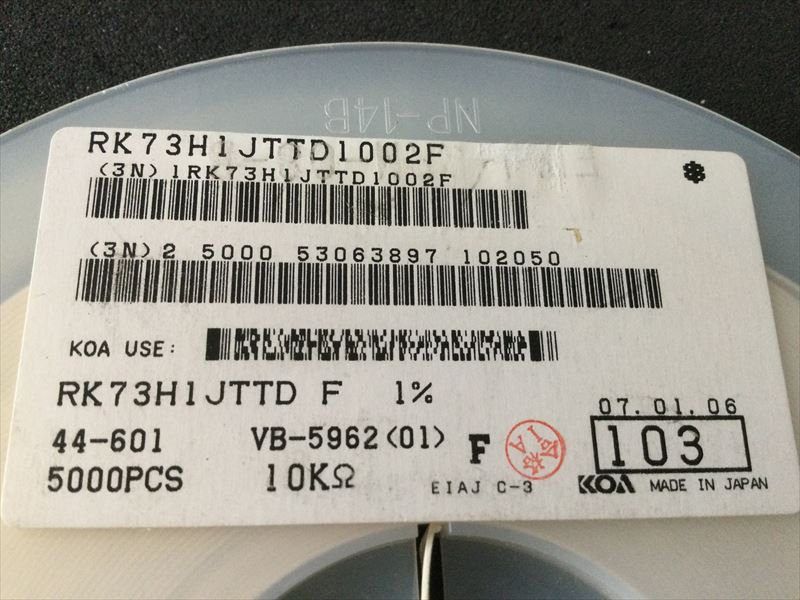 NP-14B
RK73H1JTTD1002F
(3N)1RK73H1JTTD1002F
(3N)2 5000 53063897 102050
KOA USE:
RK73H1JTTD F 1%
07.01.06
44-601 VB-5962(01) F 103
5000PCS 10KΩ EIAJ C-3 KOA MADE IN JAPAN